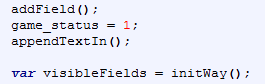 addField();
game_status = 1;
appendTextIn();
var visibleFields = initWay();